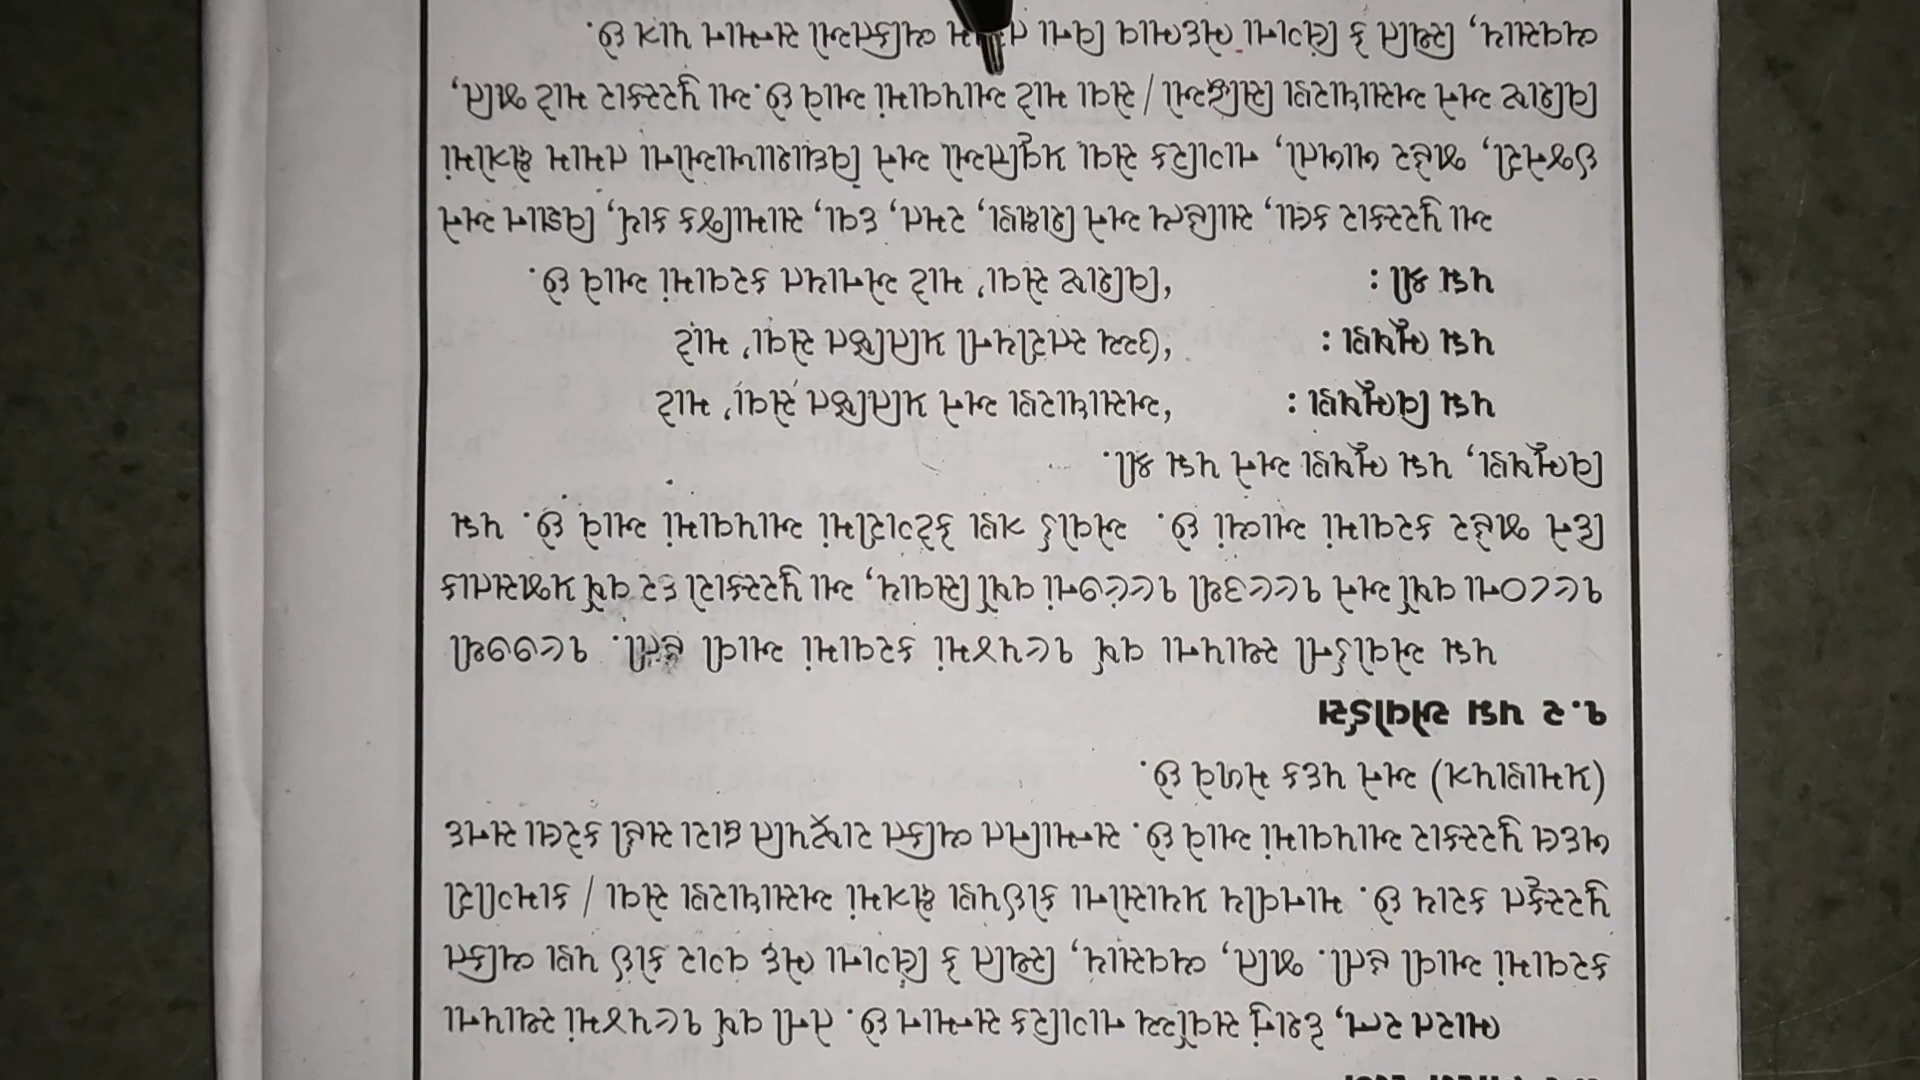 ભારત રત્ન, દેશનું સર્વોચ્ચ નાગરિક સન્માન છે. તેની વર્ષ ૧૯૫૪માં સ્થાપના
કરવામાં આવી હતી. જાતિ, વ્યવસાય, સ્થિતિ કે લિંગના ભેદ વગર કોઈ પણ વ્યક્તિ
પુરસ્કૃત કરાય છે. માનવીય પ્રયાસોના કોઈપણ ક્ષેત્રમાં અસાધારણ સેવા / કામગીરી
બદલ પુરસ્કાર આપવામાં આવે છે. સન્માનિત વ્યક્તિ રાષ્ટ્રપતિ દ્વારા સહી કરેલા સનદ
(પ્રમાણપત્ર) અને પદક મેળવે છે.
૧.૨ પદ્મ એવોર્ડસ
પદ્મ એવોર્ડની સ્થાપના વર્ષ ૧૯૫૪માં કરવામાં આવી હતી. ૧૯૭૭થી
૧૯૮૦ના વર્ષો અને ૧૯૯૩થી ૧૯૯૭નાં વર્ષો સિવાય, આ પુરસ્કારો દર વર્ષે પ્રજાસત્તાક
દિને જાહેર કરવામાં આવ્યાં છે. એવોર્ડ ત્રણ કેટેગરીમાં આપવામાં આવે છે. પદ્મ
વિભૂષણ, પદ્મ ભૂષણ અને પદ્મ શ્રી.
પદ્મ વિભૂષણ : 'અસાધારણ અને પ્રતિષ્ઠિત સેવા' માટે
પદ્મ ભૂષણ : 'ઉચ્ચ સ્તરીયની પ્રતિષ્ઠિત સેવા' માટે
પદ્મ શ્રી : 'વિશિષ્ટ સેવા' માટે એનાયત કરવામાં આવે છે.
આ પુરસ્કાર કલા, સાહિત્ય અને શિક્ષણ, રમત, દવા, સામાજિક કાર્ય, વિજ્ઞાન અને
ઈજનેરી, જાહેર બાબતો, નાગરિક સેવા પ્રવૃત્તિઓ અને વિદ્યાશાખાઓના તમામ ક્ષેત્રોમાં
વિશિષ્ટ અને અસાધારણ સિદ્ધિઓ / સેવા માટે આપવામાં આવે છે. આ પુરસ્કાર માટે જાતિ,
વ્યવસાય, સ્થિતિ કે લિંગના ભેદભાવ વિના વ્યક્તિઓ સન્માન પાત્ર છે.